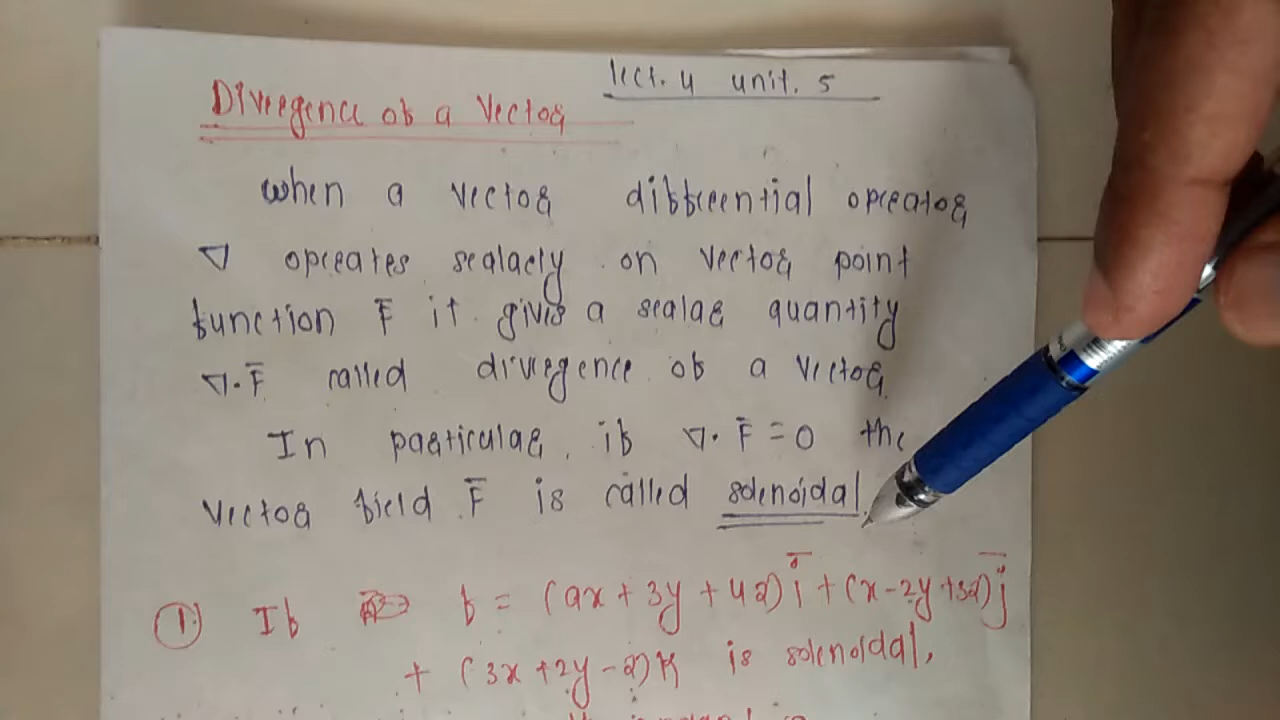 lect. 4 unit. 5
Divergence of a Vector
when a vector differential operator
∇ operates scalarly on vector point
function F̄ it gives a scalar quantity
∇·F̄ called divergence of a vector.
In particular, if ∇·F̄ = 0 the
vector field F̄ is called solenoidal.
① If f = (ax + 3y + 4z) i̅ + (x - 2y + 3z) j̅
+ (3x + 2y - z) k is solenoidal,